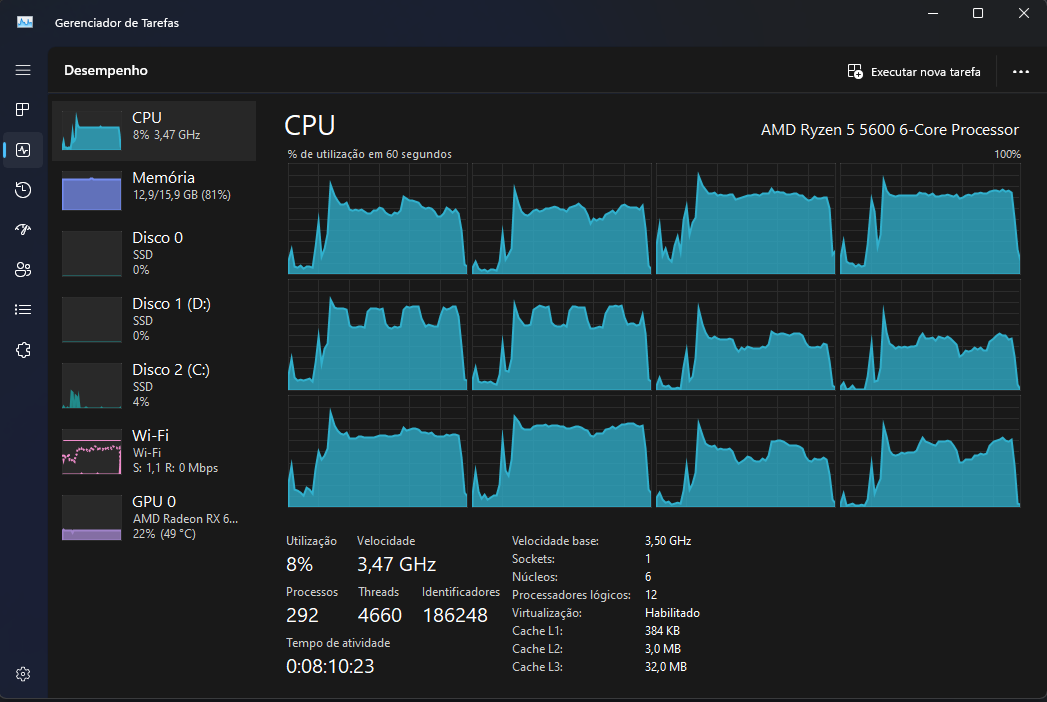 Gerenciador de Tarefas
Desempenho
Executar nova tarefa
CPU
8% 3,47 GHz
Memória
12,9/15,9 GB (81%)
Disco 0
SSD
0%
Disco 1 (D:)
SSD
0%
Disco 2 (C:)
SSD
4%
Wi-Fi
Wi-Fi
S: 1,1 R: 0 Mbps
GPU 0
AMD Radeon RX 6...
22% (49 °C)
CPU
AMD Ryzen 5 5600 6-Core Processor
% de utilização em 60 segundos
100%
Utilização
Velocidade
8%
3,47 GHz
Processos
Threads
Identificadores
292
4660
186248
Tempo de atividade
0:08:10:23
Velocidade base: 3,50 GHz
Sockets: 1
Núcleos: 6
Processadores lógicos: 12
Virtualização: Habilitado
Cache L1: 384 KB
Cache L2: 3,0 MB
Cache L3: 32,0 MB